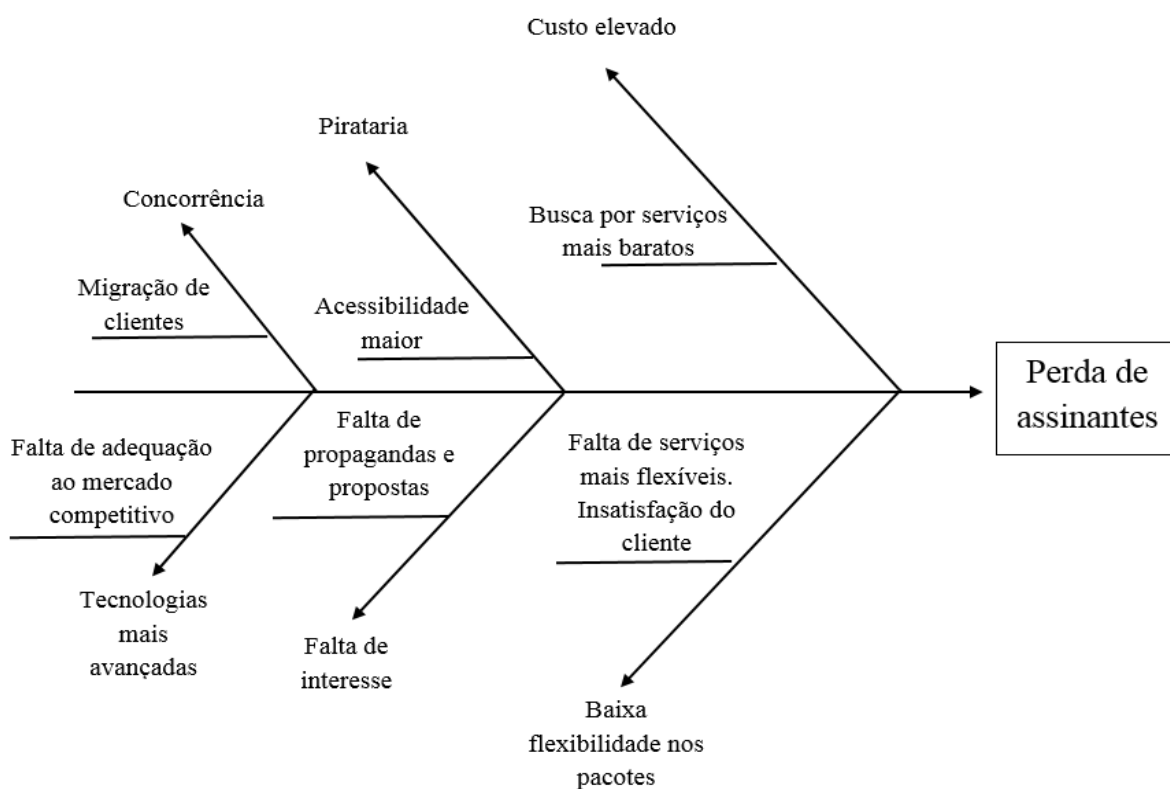 Custo elevado
Pirataria
Concorrência
Busca por serviços
mais baratos
Migração de
clientes
Acessibilidade
maior
Perda de
assinantes
Falta de adequação
ao mercado
competitivo
Falta de
propagandas e
propostas
Falta de serviços
mais flexíveis.
Insatisfação do
cliente
Tecnologias
mais
avançadas
Falta de
interesse
Baixa
flexibilidade nos
pacotes